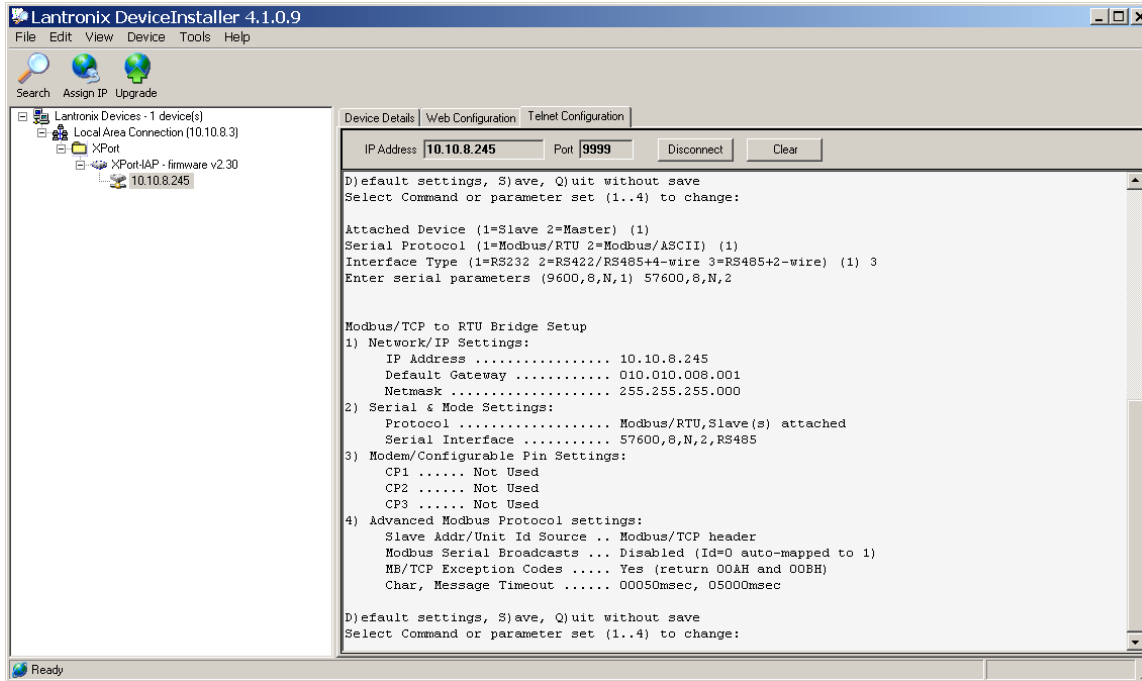 Lantronix DeviceInstaller 4.1.0.9
File Edit View Device Tools Help
Search Assign IP Upgrade
Lantronix Devices - 1 device(s)
Local Area Connection (10.10.8.3)
XPort
XPort-IAP - firmware v2.30
10.10.8.245
Device Details Web Configuration Telnet Configuration
IP Address 10.10.8.245 Port 9999 Disconnect Clear
D)efault settings, S)ave, Q)uit without save
Select Command or parameter set (1..4) to change:
Attached Device (1=Slave 2=Master) (1)
Serial Protocol (1=Modbus/RTU 2=Modbus/ASCII) (1)
Interface Type (1=RS232 2=RS422/RS485+4-wire 3=RS485+2-wire) (1) 3
Enter serial parameters (9600,8,N,1) 57600,8,N,2
Modbus/TCP to RTU Bridge Setup
1) Network/IP Settings:
IP Address ................. 10.10.8.245
Default Gateway ............ 010.010.008.001
Netmask .................... 255.255.255.000
2) Serial & Mode Settings:
Protocol ................... Modbus/RTU,Slave(s) attached
Serial Interface ........... 57600,8,N,2,RS485
3) Modem/Configurable Pin Settings:
CP1 ...... Not Used
CP2 ...... Not Used
CP3 ...... Not Used
4) Advanced Modbus Protocol settings:
Slave Addr/Unit Id Source .. Modbus/TCP header
Modbus Serial Broadcasts ... Disabled (Id=0 auto-mapped to 1)
MB/TCP Exception Codes ..... Yes (return 00AH and 00BH)
Char, Message Timeout ...... 00050msec, 05000msec
D)efault settings, S)ave, Q)uit without save
Select Command or parameter set (1..4) to change:
Ready